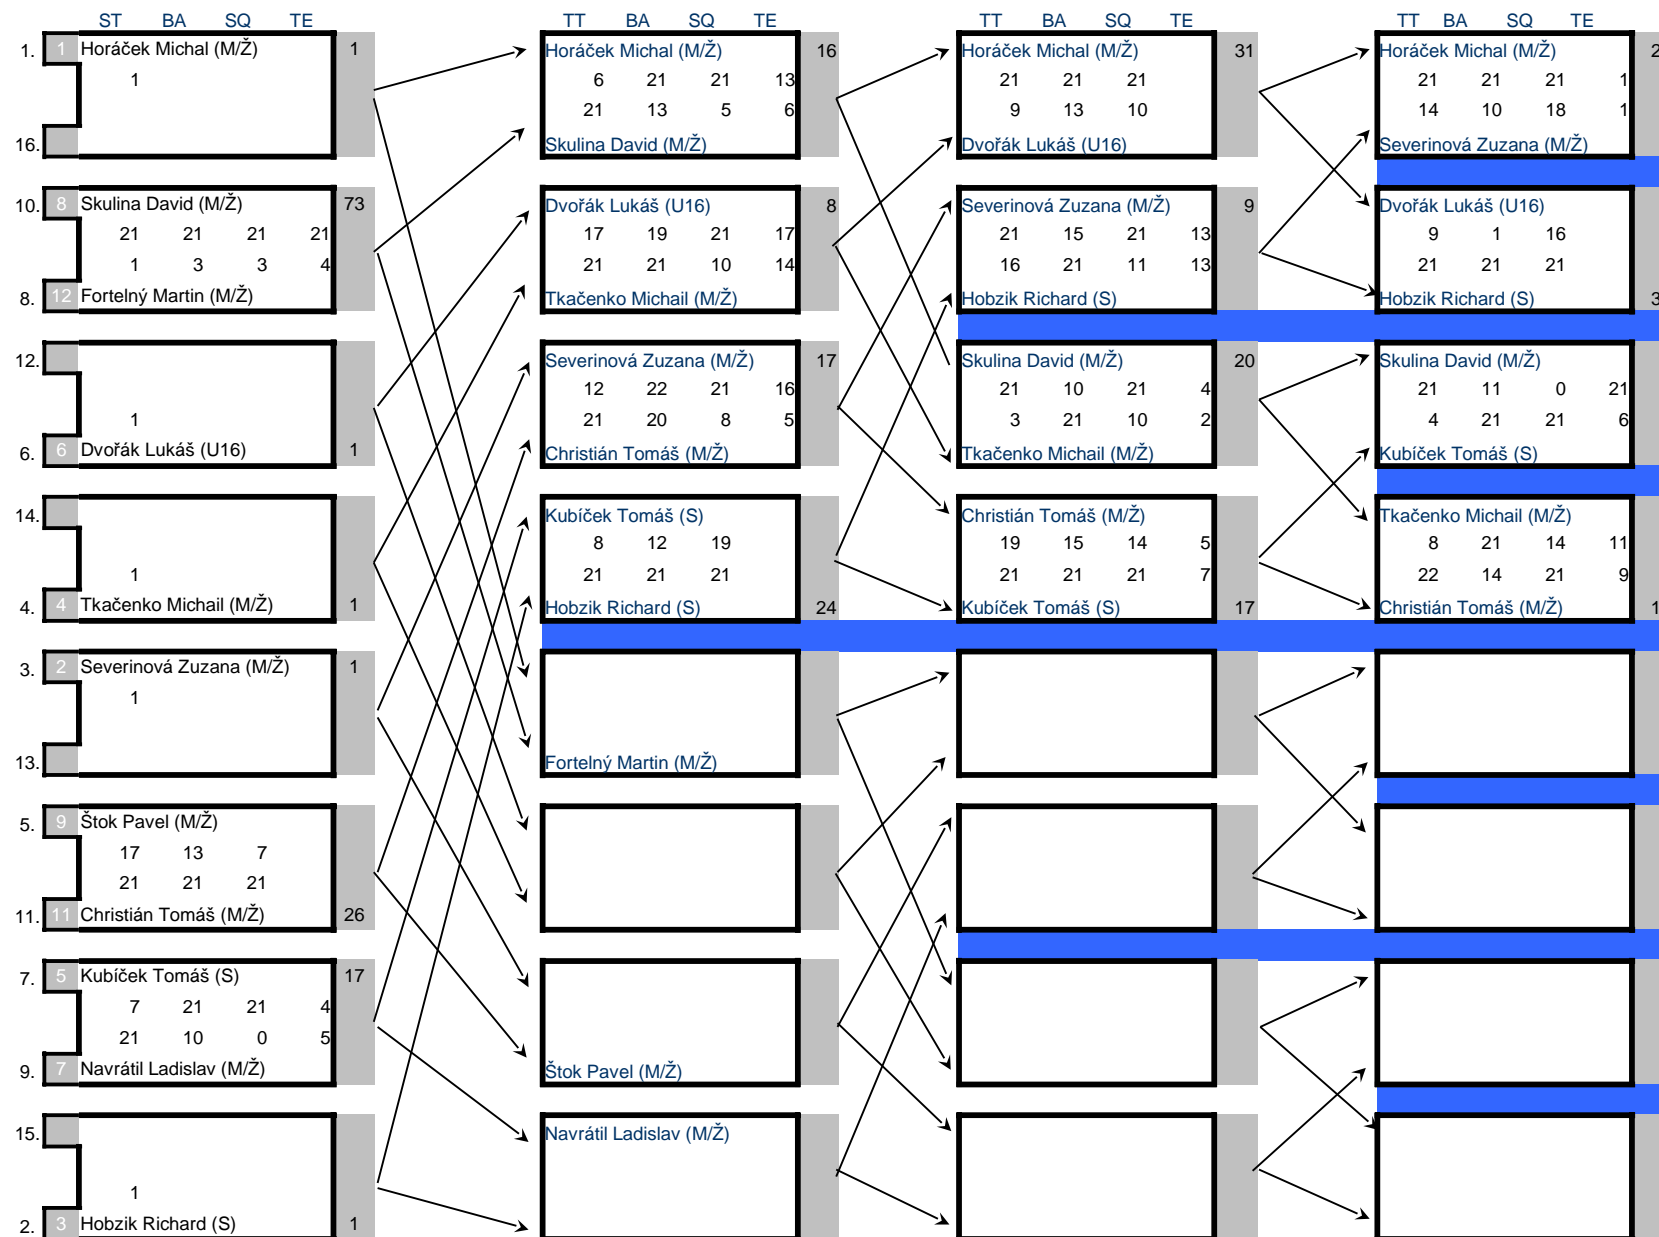 ST BA SQ TE
TT BA SQ TE
TT BA SQ TE
TT BA SQ TE
1. 1 Horáček Michal (M/Ž) 1
1
16.
10. 8 Skulina David (M/Ž) 73
21 21 21 21
1 3 3 4
8. 12 Fortelný Martin (M/Ž)
12.
1
6. 6 Dvořák Lukáš (U16) 1
14.
1
4. 4 Tkačenko Michail (M/Ž) 1
3. 2 Severinová Zuzana (M/Ž) 1
1
13.
5. 9 Štok Pavel (M/Ž)
17 13 7
21 21 21
11. 11 Christián Tomáš (M/Ž) 26
7. 5 Kubíček Tomáš (S) 17
7 21 21 4
21 10 0 5
9. 7 Navrátil Ladislav (M/Ž)
15.
1
2. 3 Hobzik Richard (S) 1
Horáček Michal (M/Ž) 16
6 21 21 13
21 13 5 6
Skulina David (M/Ž)
Dvořák Lukáš (U16) 8
17 19 21 17
21 21 10 14
Tkačenko Michail (M/Ž)
Severinová Zuzana (M/Ž) 17
12 22 21 16
21 20 8 5
Christián Tomáš (M/Ž)
Kubíček Tomáš (S)
8 12 19
21 21 21
Hobzik Richard (S) 24
Fortelný Martin (M/Ž)
Štok Pavel (M/Ž)
Navrátil Ladislav (M/Ž)
Horáček Michal (M/Ž) 31
21 21 21
9 13 10
Dvořák Lukáš (U16)
Severinová Zuzana (M/Ž) 9
21 15 21 13
16 21 11 13
Hobzik Richard (S)
Skulina David (M/Ž) 20
21 10 21 4
3 21 10 2
Tkačenko Michail (M/Ž)
Christián Tomáš (M/Ž)
19 15 14 5
21 21 21 7
Kubíček Tomáš (S) 17
Horáček Michal (M/Ž) 2
21 21 21 1
14 10 18 1
Severinová Zuzana (M/Ž)
Dvořák Lukáš (U16)
9 1 16
21 21 21
Hobzik Richard (S) 3
Skulina David (M/Ž)
21 11 0 21
4 21 21 6
Kubíček Tomáš (S)
Tkačenko Michail (M/Ž)
8 21 14 11
22 14 21 9
Christián Tomáš (M/Ž) 1